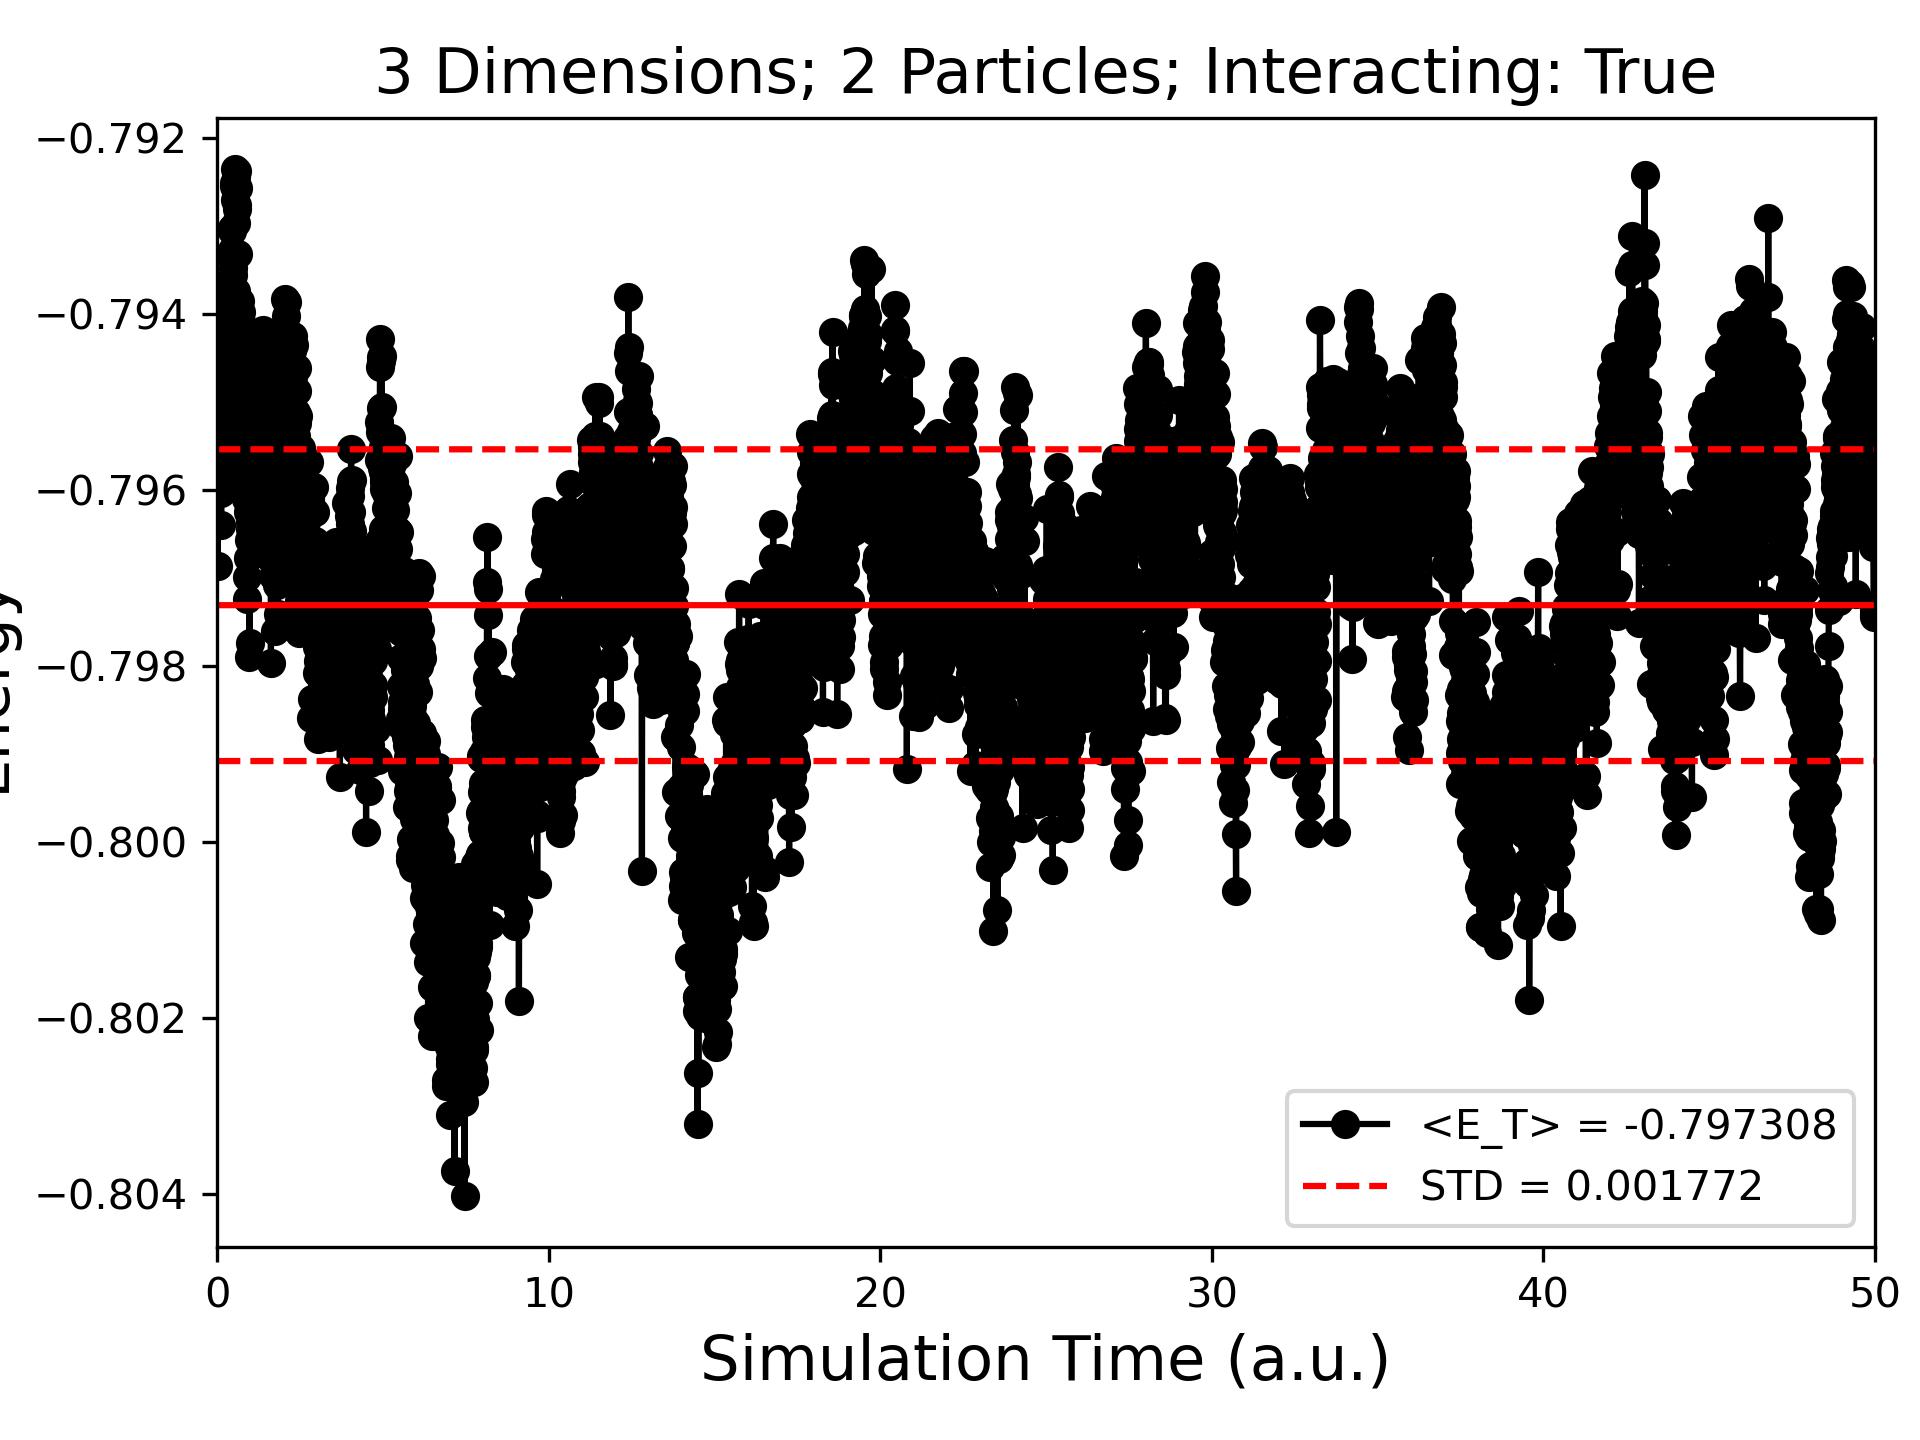 3 Dimensions; 2 Particles; Interacting: True
−0.792
−0.794
−0.796
−0.798
−0.800
−0.802
−0.804
Energy
<E_T> = -0.797308
STD = 0.001772
0 10 20 30 40 50
Simulation Time (a.u.)